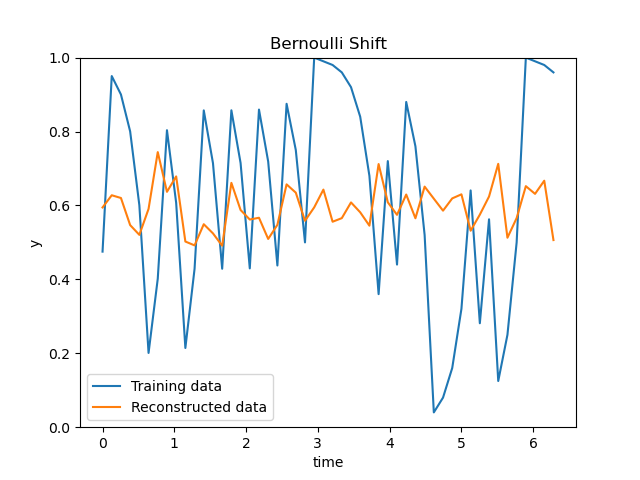 Bernoulli Shift
1.0
0.8
0.6
0.4
0.2
0.0
y
Training data
Reconstructed data
0 1 2 3 4 5 6
time